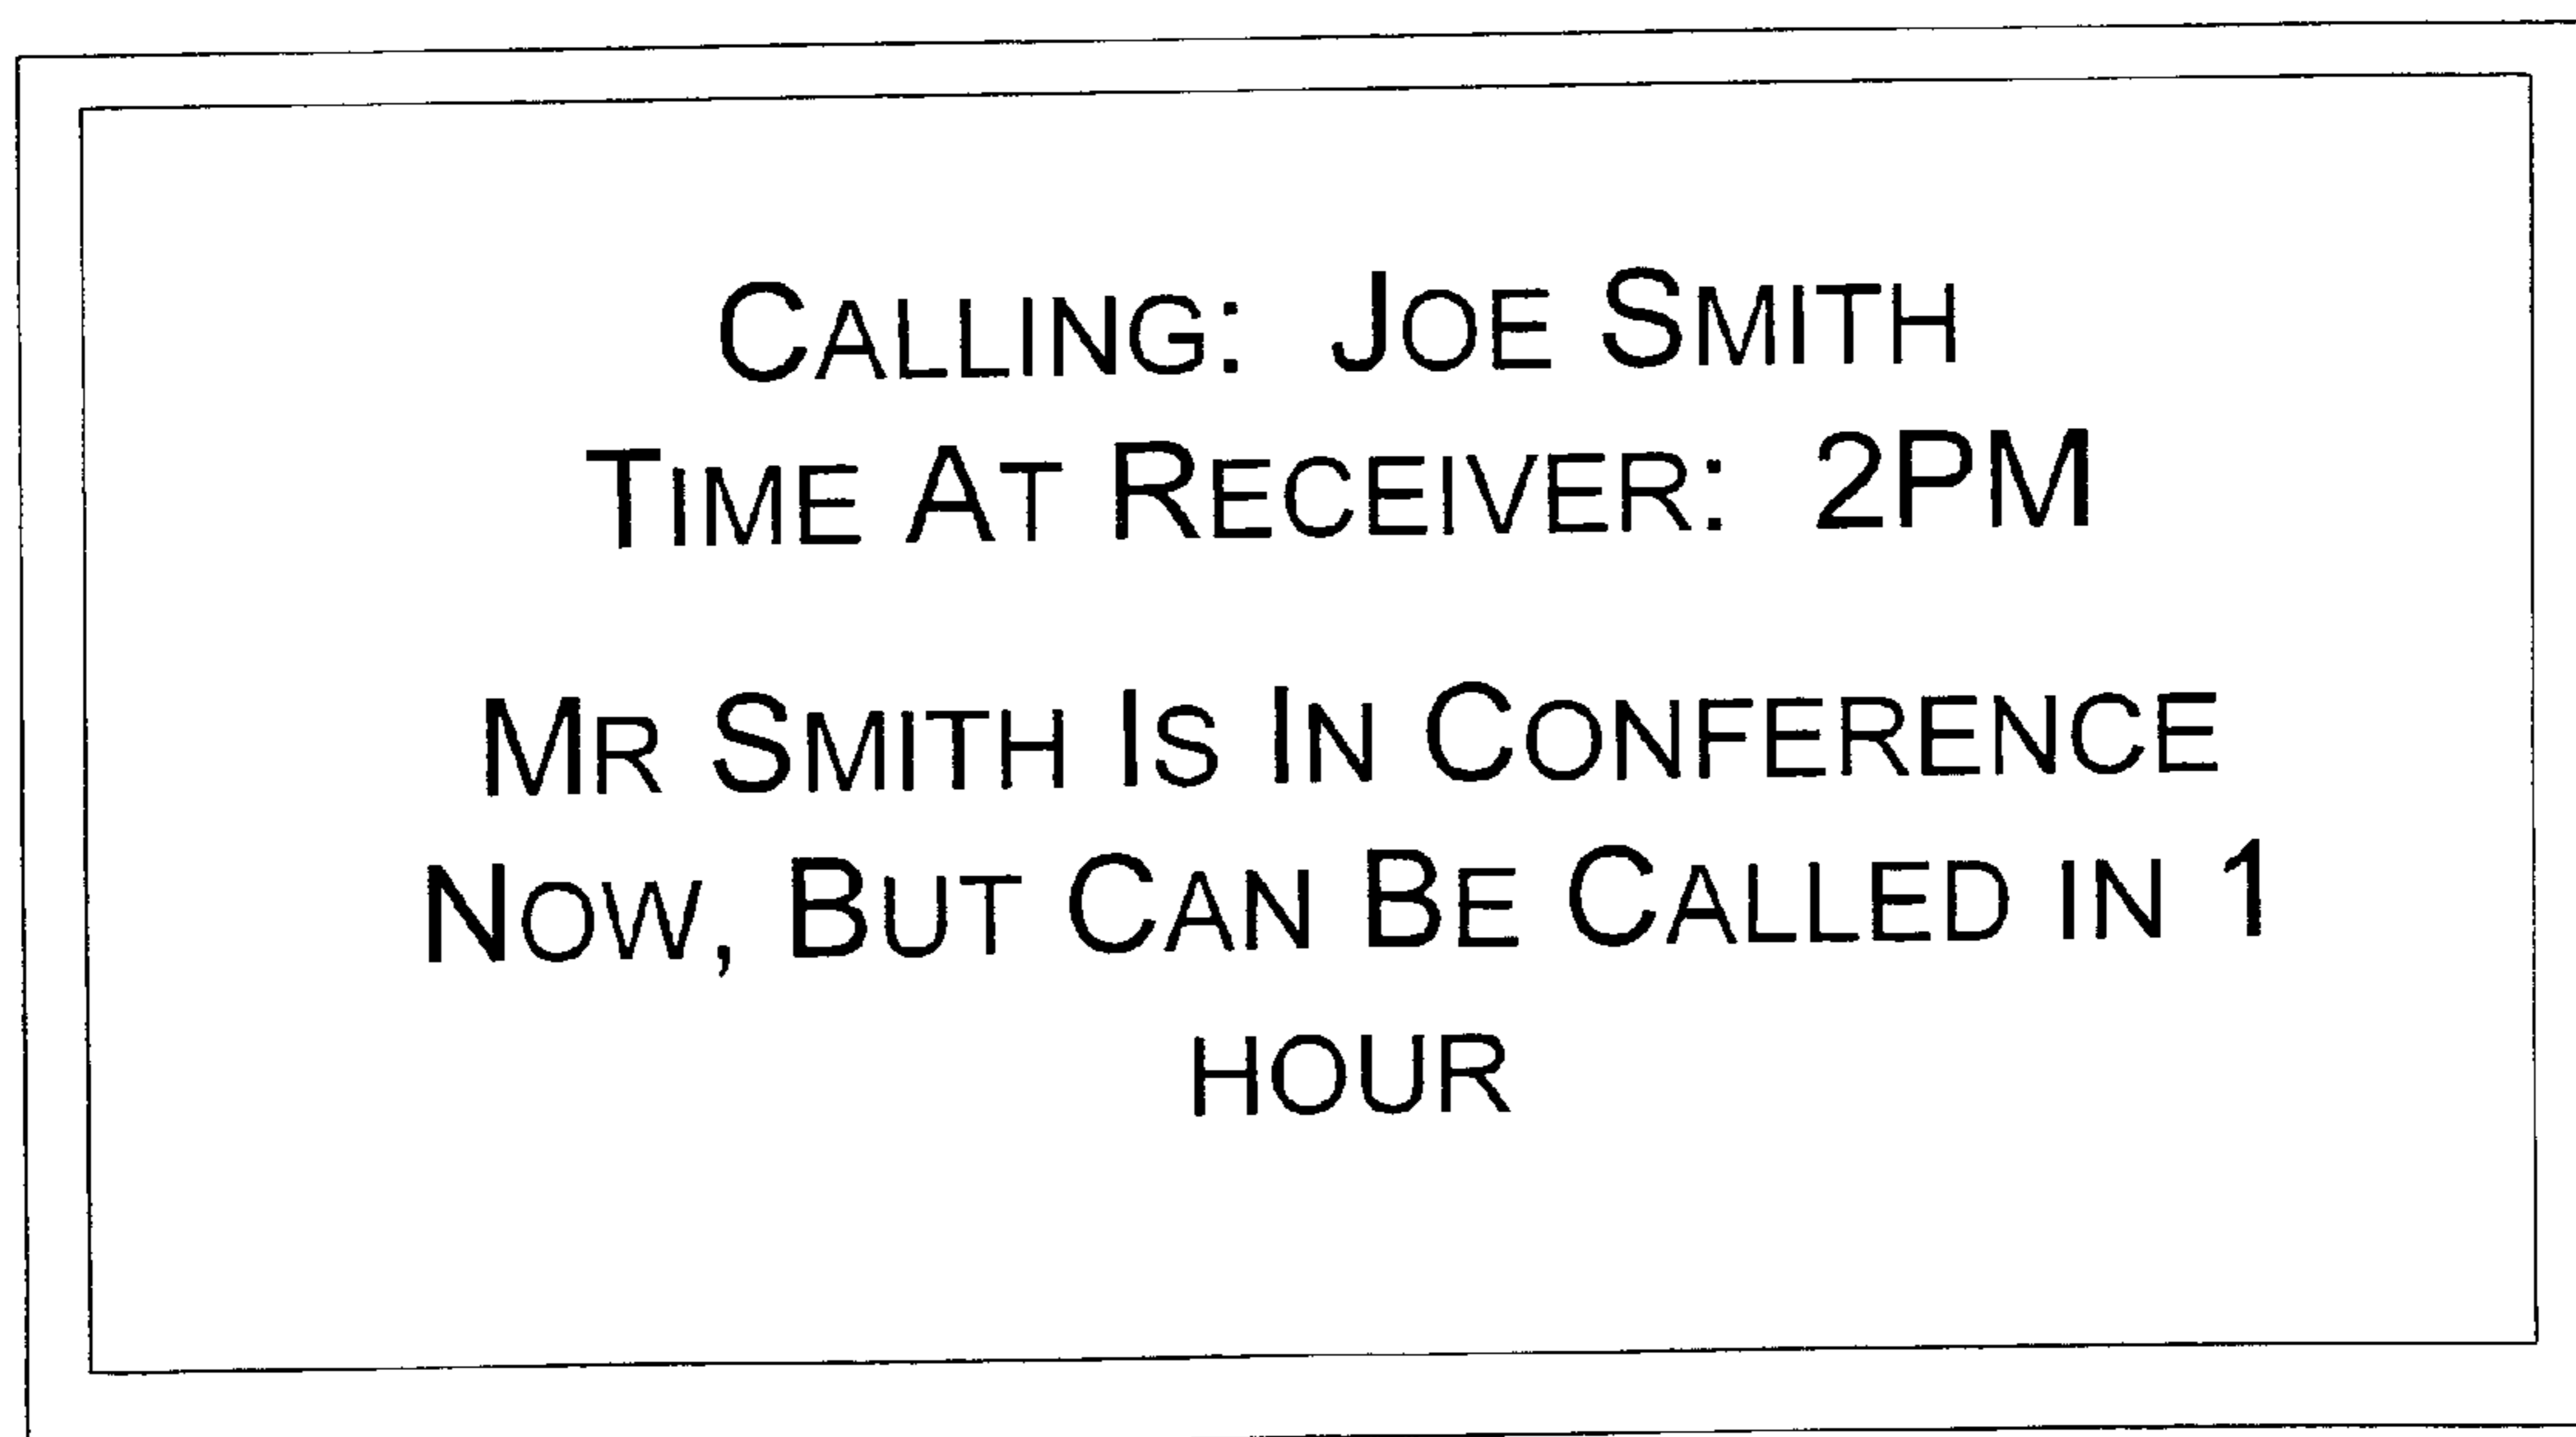 Calling:  Joe Smith
Time At Receiver:  2PM
Mr Smith Is In Conference
Now, But Can Be Called in 1
hour